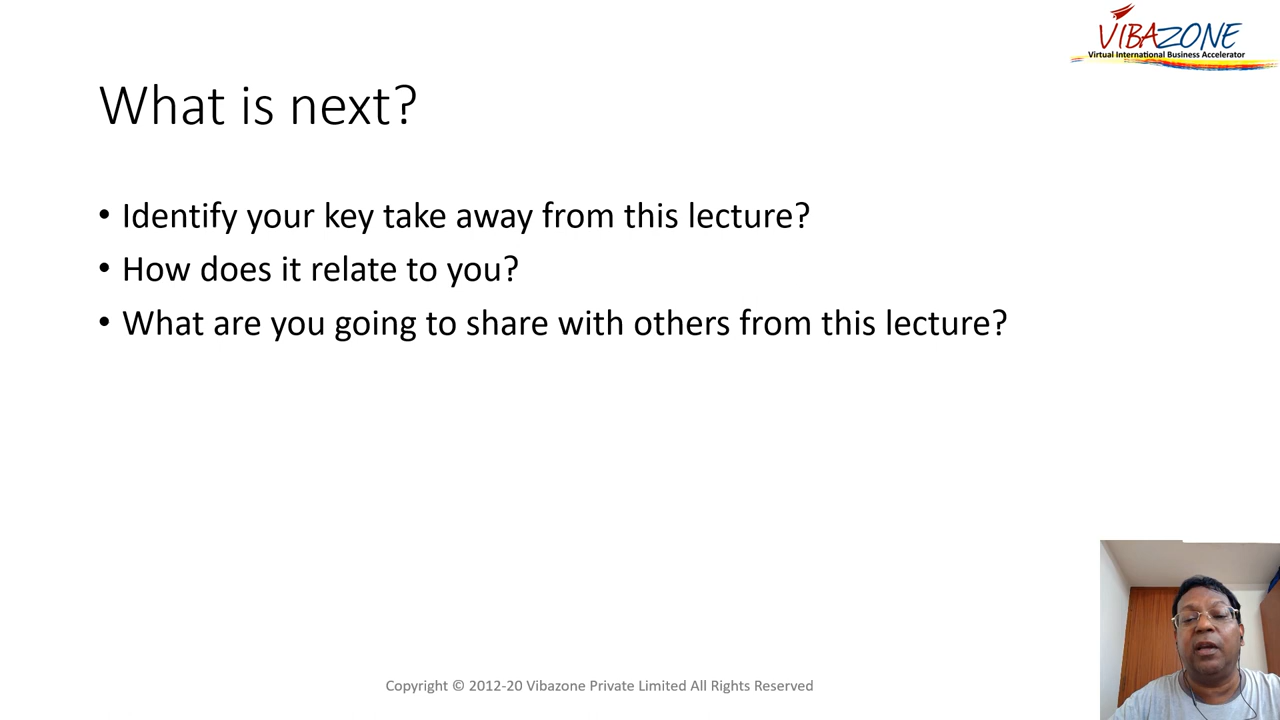 VIBAZONE
Virtual International Business Accelerator
What is next?
• Identify your key take away from this lecture?
• How does it relate to you?
• What are you going to share with others from this lecture?
Copyright © 2012-20 Vibazone Private Limited All Rights Reserved